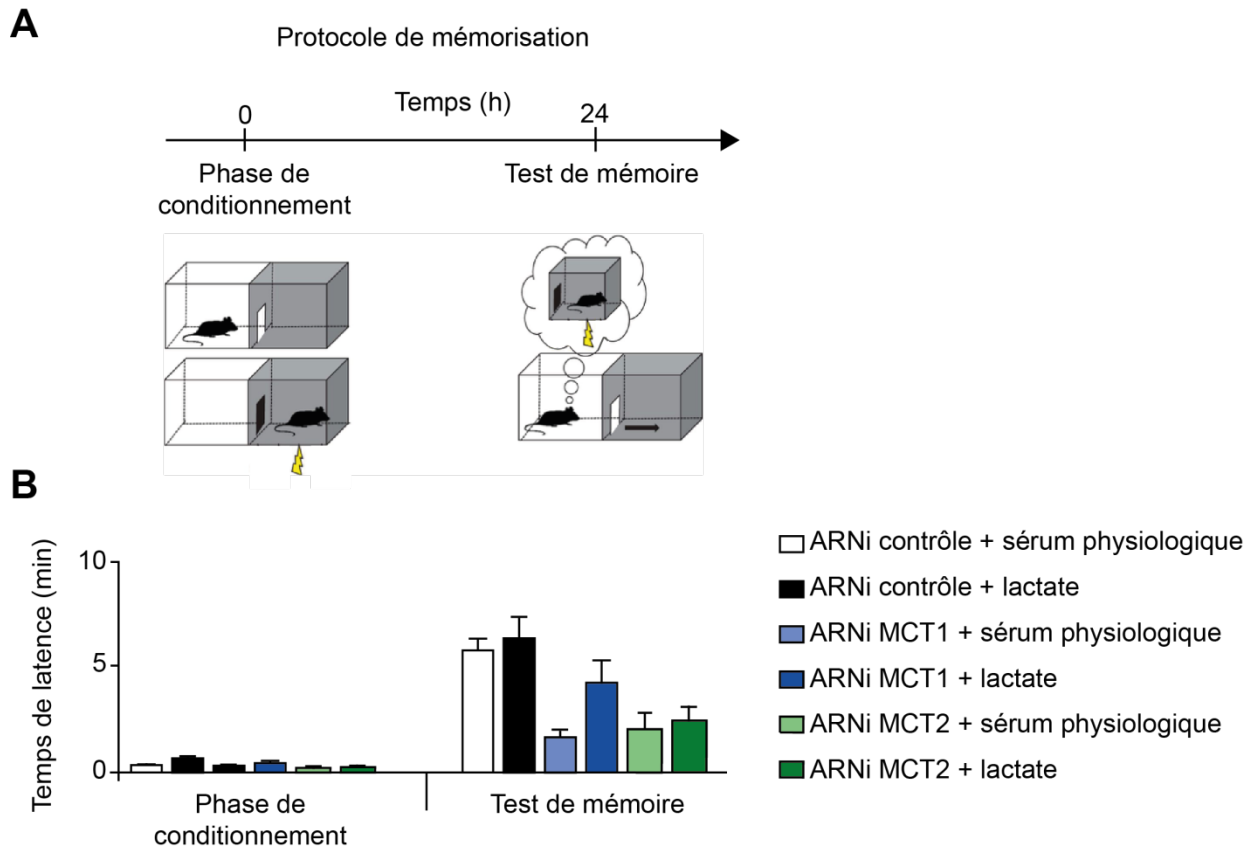 A
Protocole de mémorisation
Temps (h)
0
24
Phase de
conditionnement
Test de mémoire
B
Temps de latence (min)
10
5
0
Phase de
conditionnement
Test de mémoire
ARNi contrôle + sérum physiologique
ARNi contrôle + lactate
ARNi MCT1 + sérum physiologique
ARNi MCT1 + lactate
ARNi MCT2 + sérum physiologique
ARNi MCT2 + lactate